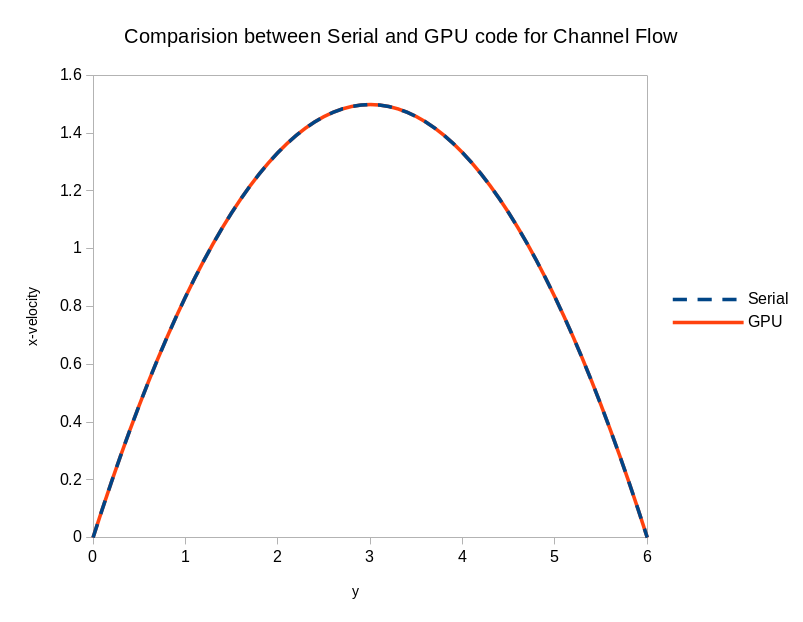 Comparision between Serial and GPU code for Channel Flow
1.6
1.4
1.2
1
0.8
0.6
0.4
0.2
0
x-velocity
0 1 2 3 4 5 6
y
Serial
GPU